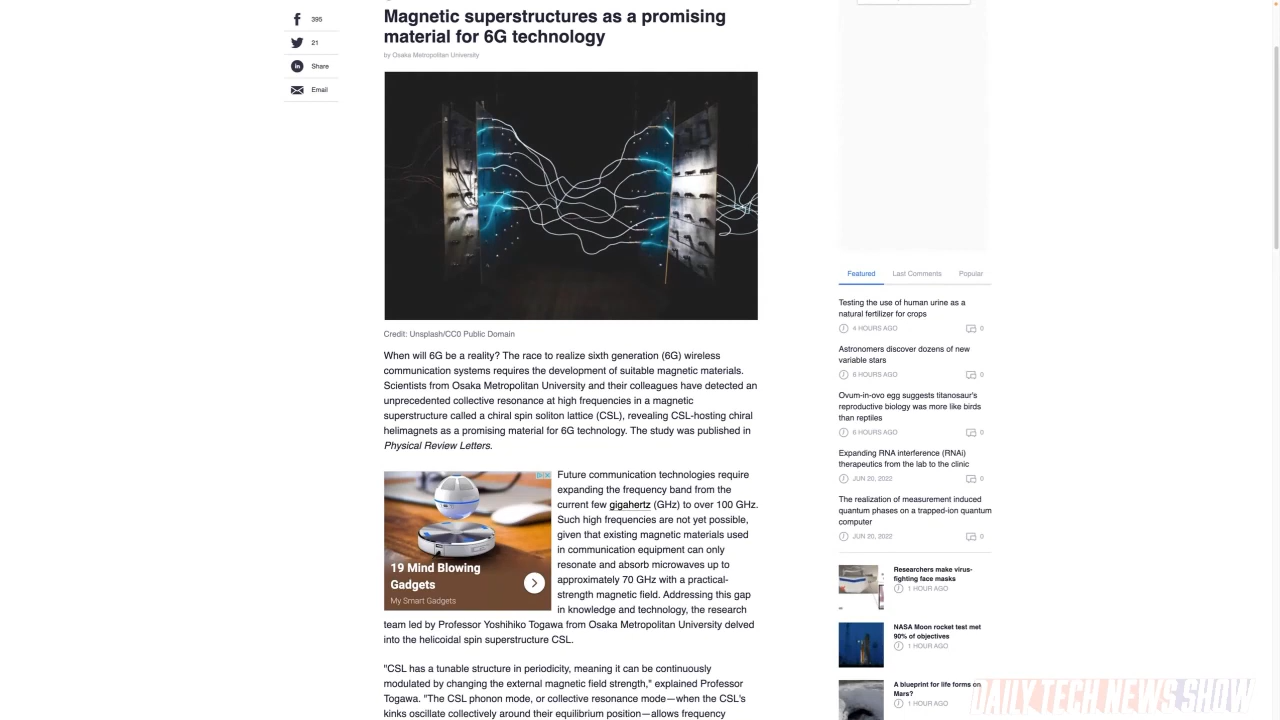 395
21
Share
Email
Magnetic superstructures as a promising
material for 6G technology
by Osaka Metropolitan University
Credit: Unsplash/CC0 Public Domain
When will 6G be a reality? The race to realize sixth generation (6G) wireless
communication systems requires the development of suitable magnetic materials.
Scientists from Osaka Metropolitan University and their colleagues have detected an
unprecedented collective resonance at high frequencies in a magnetic
superstructure called a chiral spin soliton lattice (CSL), revealing CSL-hosting chiral
helimagnets as a promising material for 6G technology. The study was published in
Physical Review Letters.
19 Mind Blowing
Gadgets
My Smart Gadgets
Future communication technologies require
expanding the frequency band from the
current few gigahertz (GHz) to over 100 GHz.
Such high frequencies are not yet possible,
given that existing magnetic materials used
in communication equipment can only
resonate and absorb microwaves up to
approximately 70 GHz with a practical-
strength magnetic field. Addressing this gap
in knowledge and technology, the research
team led by Professor Yoshihiko Togawa from Osaka Metropolitan University delved
into the helicoidal spin superstructure CSL.
"CSL has a tunable structure in periodicity, meaning it can be continuously
modulated by changing the external magnetic field strength," explained Professor
Togawa. "The CSL phonon mode, or collective resonance mode—when the CSL's
kinks oscillate collectively around their equilibrium position—allows frequency
Featured Last Comments Popular
Testing the use of human urine as a
natural fertilizer for crops
4 HOURS AGO 0
Astronomers discover dozens of new
variable stars
6 HOURS AGO 0
Ovum-in-ovo egg suggests titanosaur's
reproductive biology was more like birds
than reptiles
6 HOURS AGO 0
Expanding RNA interference (RNAi)
therapeutics from the lab to the clinic
JUN 20, 2022 0
The realization of measurement induced
quantum phases on a trapped-ion quantum
computer
JUN 20, 2022 0
Researchers make virus-
fighting face masks
1 HOUR AGO
NASA Moon rocket test met
90% of objectives
1 HOUR AGO
A blueprint for life forms on
Mars?
1 HOUR AGO
DAILY TECH NEWS SHOW